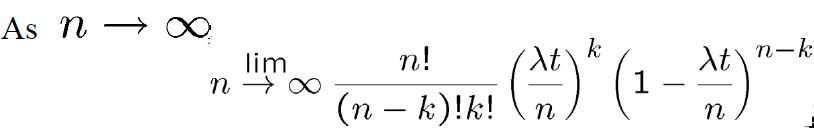 As n → ∞
lim n → ∞ n! / (n − k)!k! (λt / n)^k (1 − λt / n)^{n−k}